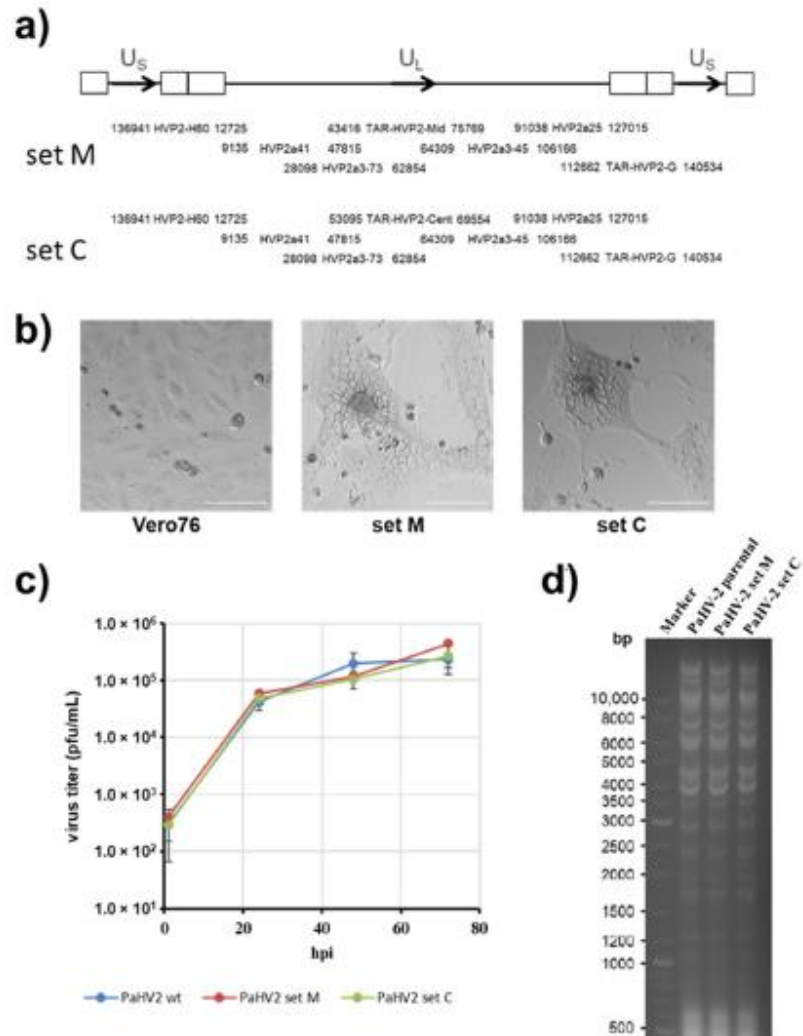 a)
US UL US
136941 HVP2-H60 12725 43416 TAR-HVP2-Mid 75769 91038 HVP2a25 127015
set M
9135 HVP2a41 47815 64309 HVP2a3-45 106166
28098 HVP2a3-73 62854 112662 TAR-HVP2-G 140534
136941 HVP2-H60 12725 53095 TAR-HVP2-Cent 69554 91038 HVP2a25 127015
set C
9135 HVP2a41 47815 64309 HVP2a3-45 106166
28098 HVP2a3-73 62854 112662 TAR-HVP2-G 140534
b)
Vero76 set M set C
c)
virus titer (pfu/mL)
1.0 × 10⁶
1.0 × 10⁵
1.0 × 10⁴
1.0 × 10³
1.0 × 10²
1.0 × 10¹
0 20 40 60 80
hpi
PaHV2 wt PaHV2 set M PaHV2 set C
d)
Marker
PaHV-2 parental
PaHV-2 set M
PaHV-2 set C
bp
10,000
8000
6000
5000
4000
3500
3000
2500
2000
1500
1200
1000
500